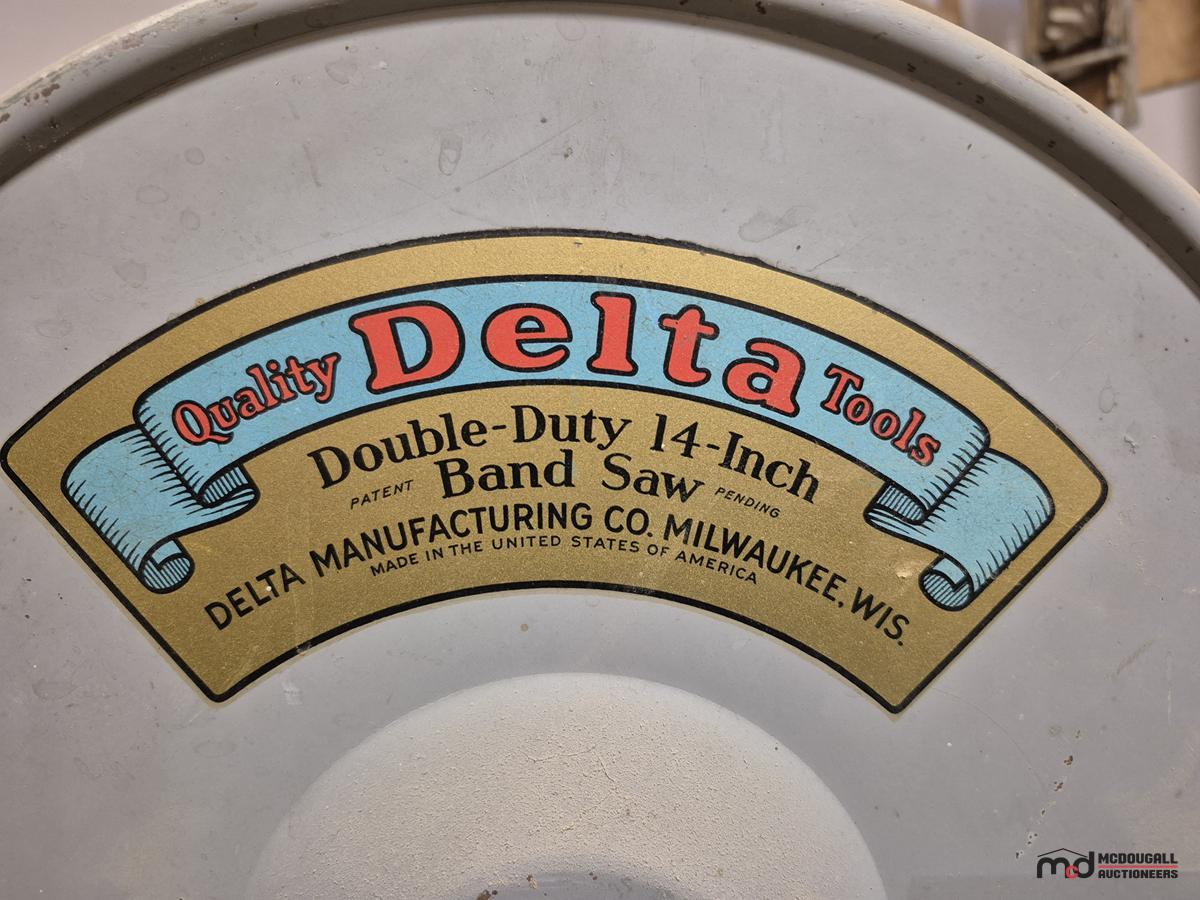 Quality Delta Tools
Double-Duty 14-Inch
PATENT Band Saw PENDING
DELTA MANUFACTURING CO. MILWAUKEE, WIS.
MADE IN THE UNITED STATES OF AMERICA
mcd MCDOUGALL
AUCTIONEERS